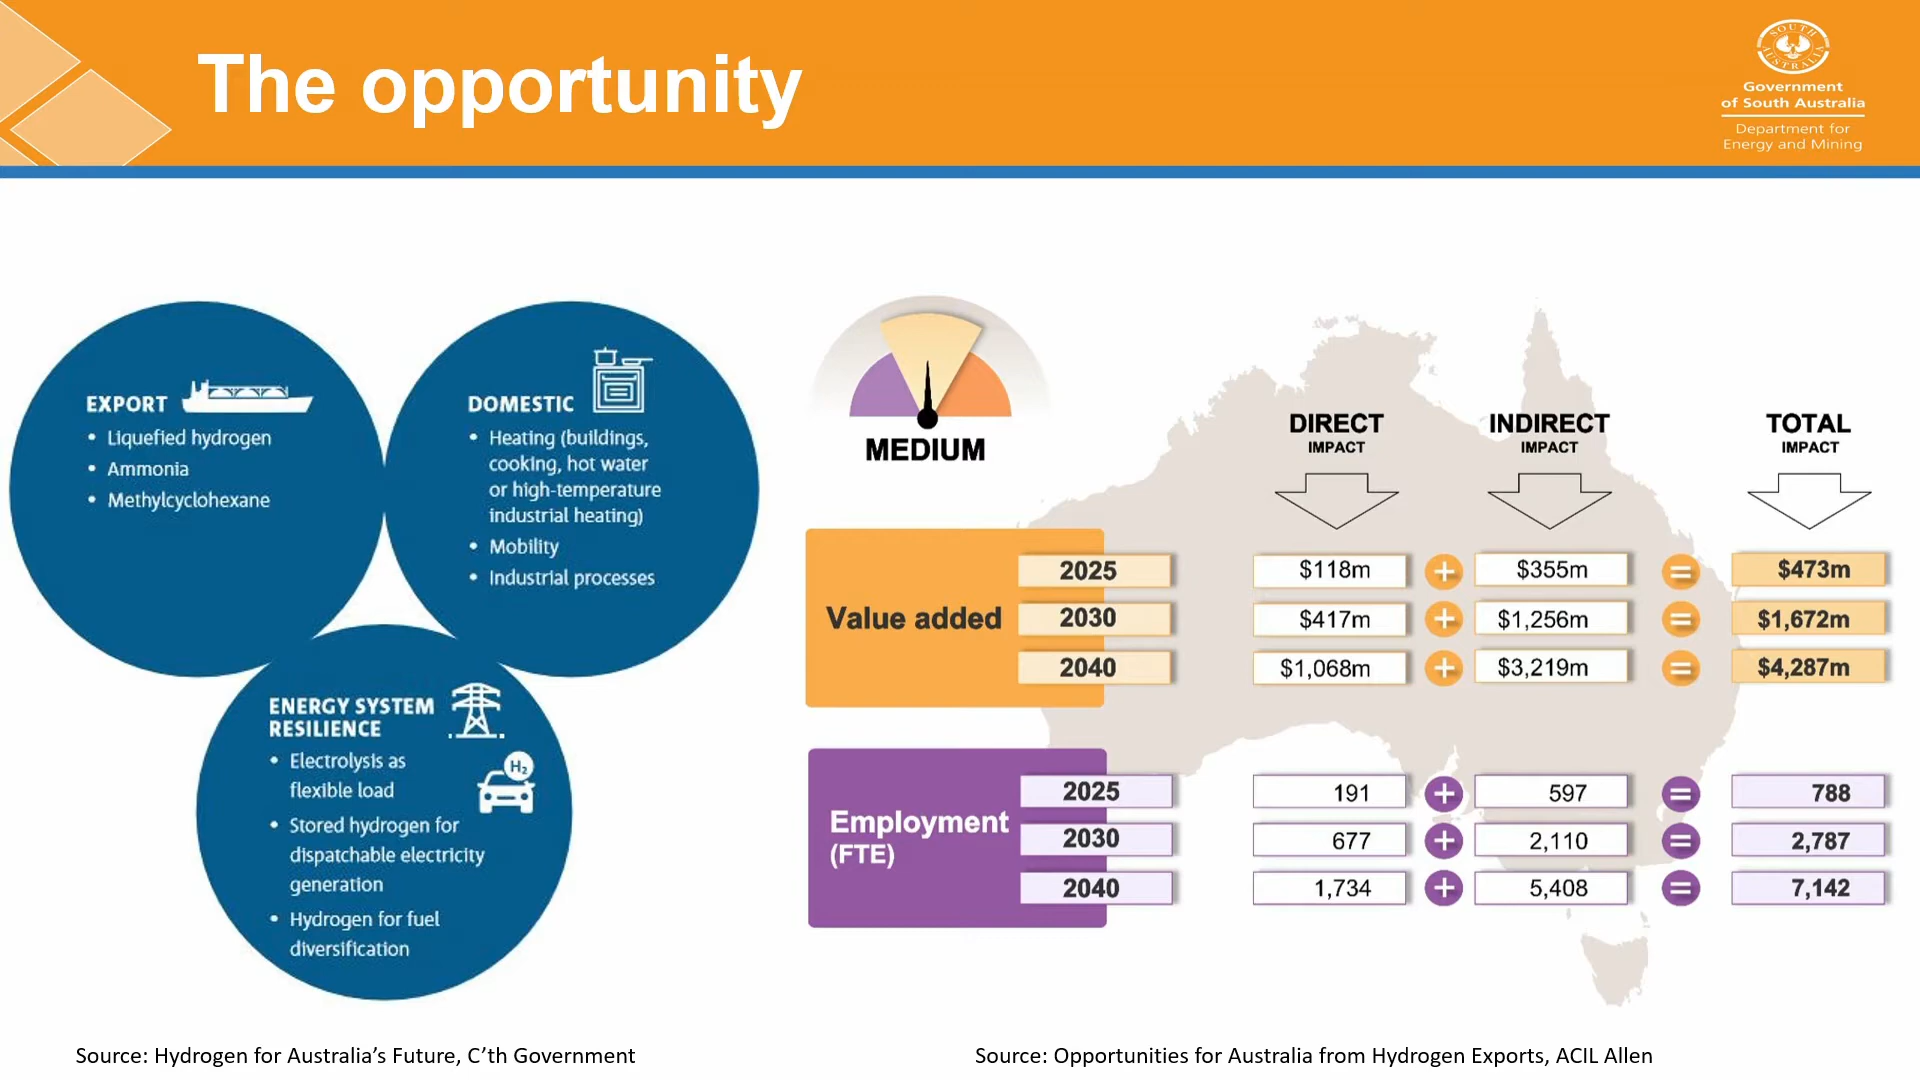 The opportunity
SOUTH AUSTRALIA
Government
of South Australia
Department for
Energy and Mining
EXPORT
• Liquefied hydrogen
• Ammonia
• Methylcyclohexane
DOMESTIC
• Heating (buildings,
cooking, hot water
or high-temperature
industrial heating)
• Mobility
• Industrial processes
ENERGY SYSTEM
RESILIENCE
H₂
• Electrolysis as
flexible load
• Stored hydrogen for
dispatchable electricity
generation
• Hydrogen for fuel
diversification
Source: Hydrogen for Australia’s Future, C’th Government
MEDIUM
DIRECT IMPACT INDIRECT IMPACT TOTAL IMPACT
Value added
2025 $118m + $355m = $473m
2030 $417m + $1,256m = $1,672m
2040 $1,068m + $3,219m = $4,287m
Employment
(FTE)
2025 191 + 597 = 788
2030 677 + 2,110 = 2,787
2040 1,734 + 5,408 = 7,142
Source: Opportunities for Australia from Hydrogen Exports, ACIL Allen